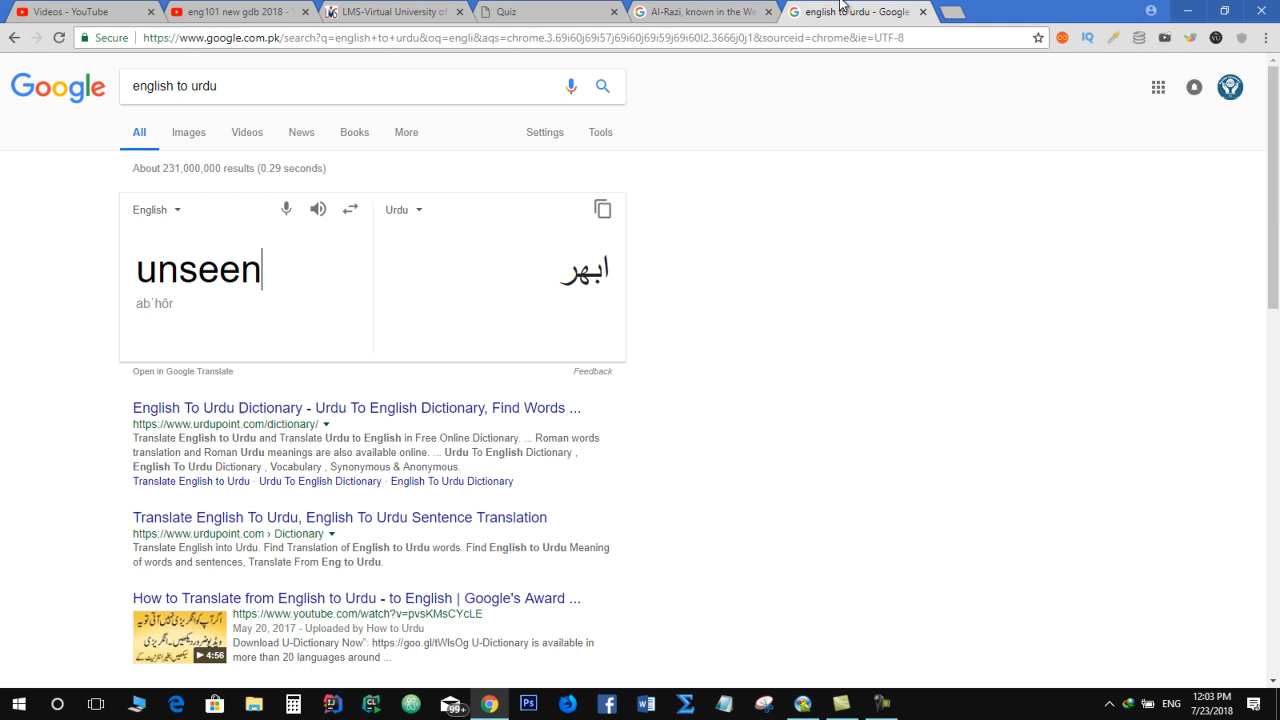 Videos - YouTube
eng101 new gdb 2018 -
LMS-Virtual University of
Quiz
Al-Razi, known in the We
english to urdu - Google
Secure
https://www.google.com.pk/search?q=english+to+urdu&oq=engli&aqs=chrome.3.69i60j69i57j69i60j69i59j69i60l2.3666j0j1&sourceid=chrome&ie=UTF-8
Google
english to urdu
All
Images
Videos
News
Books
More
Settings
Tools
About 231,000,000 results (0.29 seconds)
English
Urdu
unseen
ابهر
abˈhôr
Open in Google Translate
Feedback
English To Urdu Dictionary - Urdu To English Dictionary, Find Words ...
https://www.urdupoint.com/dictionary/
Translate English to Urdu and Translate Urdu to English in Free Online Dictionary. ... Roman words
translation and Roman Urdu meanings are also available online. ... Urdu To English Dictionary ,
English To Urdu Dictionary , Vocabulary , Synonymous & Anonymous.
Translate English to Urdu · Urdu To English Dictionary · English To Urdu Dictionary
Translate English To Urdu, English To Urdu Sentence Translation
https://www.urdupoint.com › Dictionary
Translate English into Urdu. Find Translation of English to Urdu words. Find English to Urdu Meaning
of words and sentences, Translate From Eng to Urdu.
How to Translate from English to Urdu - to English | Google's Award ...
https://www.youtube.com/watch?v=pvsKMsCYcLE
May 20, 2017 - Uploaded by How to Urdu
Download U-Dictionary Now": https://goo.gl/tWIsOg U-Dictionary is available in
more than 20 languages around ...
4:56
99+
ENG
12:03 PM
7/23/2018